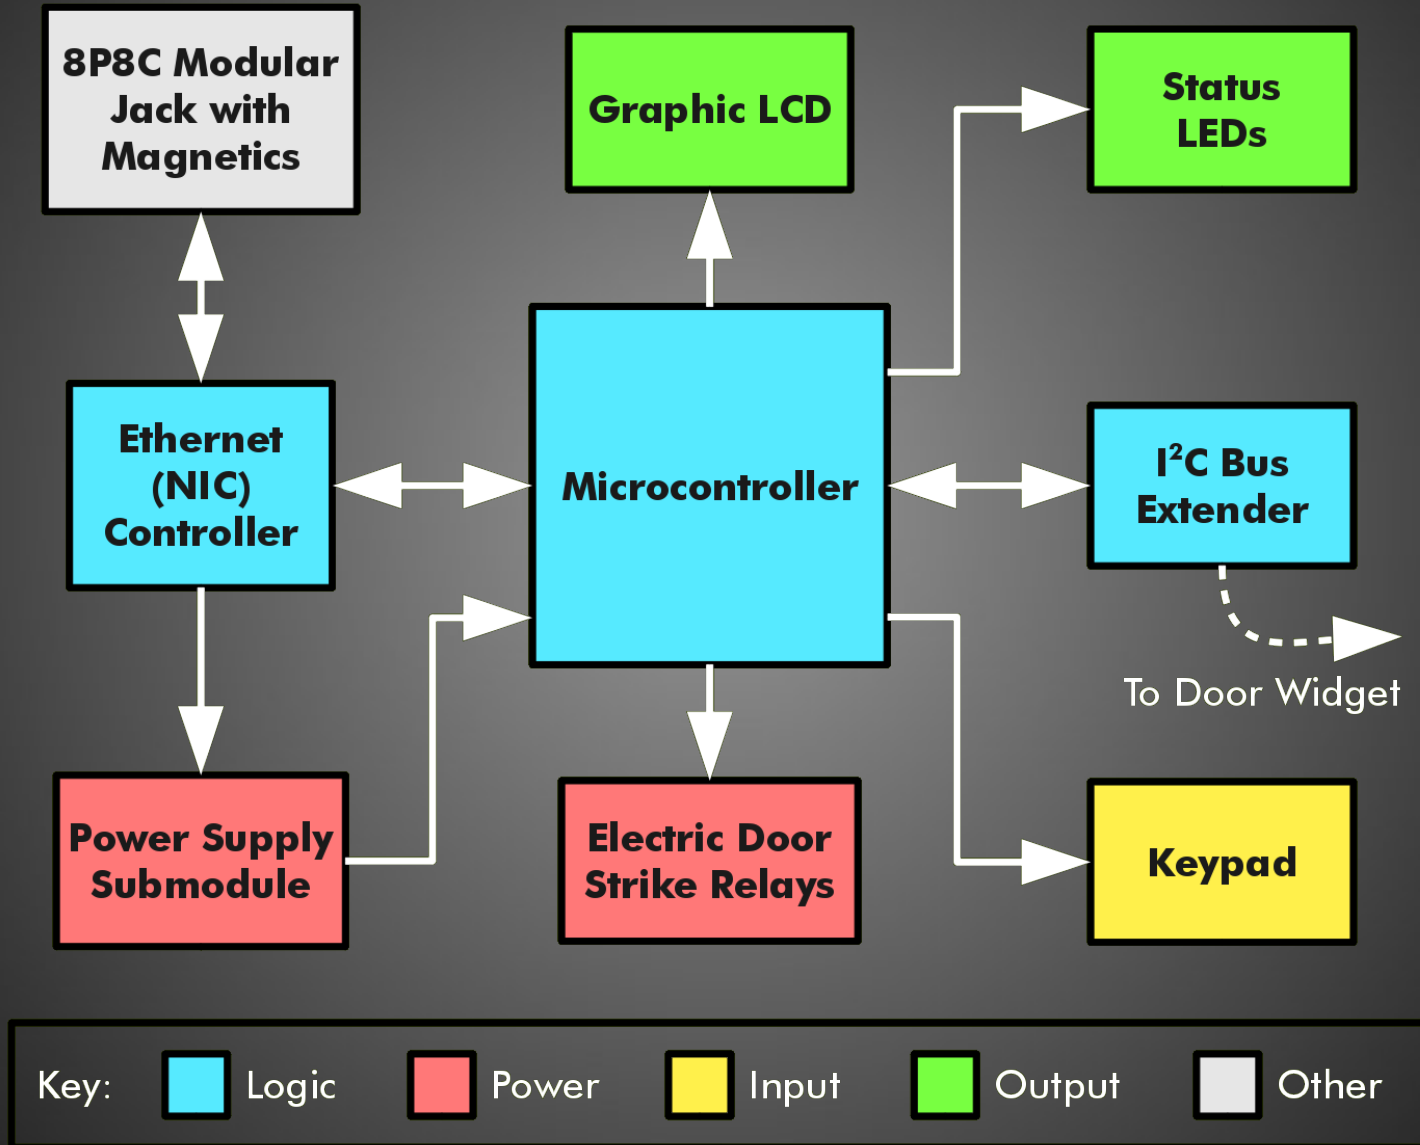 8P8C Modular
Jack with
Magnetics
Graphic LCD
Status
LEDs
Ethernet
(NIC)
Controller
Microcontroller
I²C Bus
Extender
To Door Widget
Power Supply
Submodule
Electric Door
Strike Relays
Keypad
Key: Logic Power Input Output Other